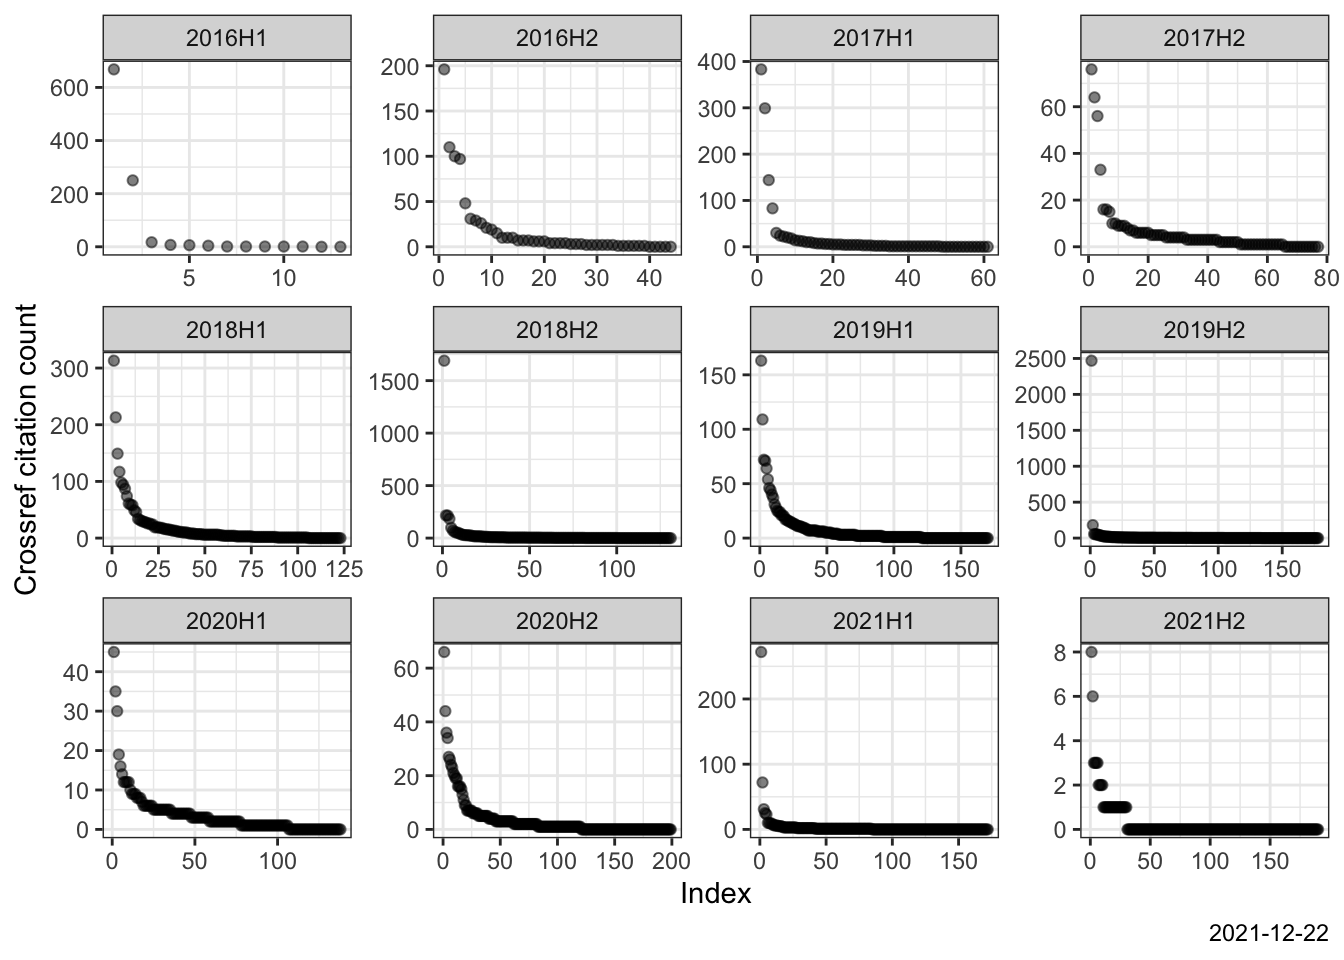 2016H1 2016H2 2017H1 2017H2
600 400 200 0
200 150 100 50 0
400 300 200 100 0
60 40 20 0
5 10
0 10 20 30 40
0 20 40 60
0 20 40 60 80
2018H1 2018H2 2019H1 2019H2
300 200 100 0
1500 1000 500 0
150 100 50 0
2500 2000 1500 1000 500 0
0 25 50 75 100 125
0 50 100
0 50 100 150
0 50 100 150
2020H1 2020H2 2021H1 2021H2
40 30 20 10 0
60 40 20 0
200 100 0
8 6 4 2 0
0 50 100
0 50 100 150 200
0 50 100 150
0 50 100 150
Crossref citation count
Index
2021-12-22